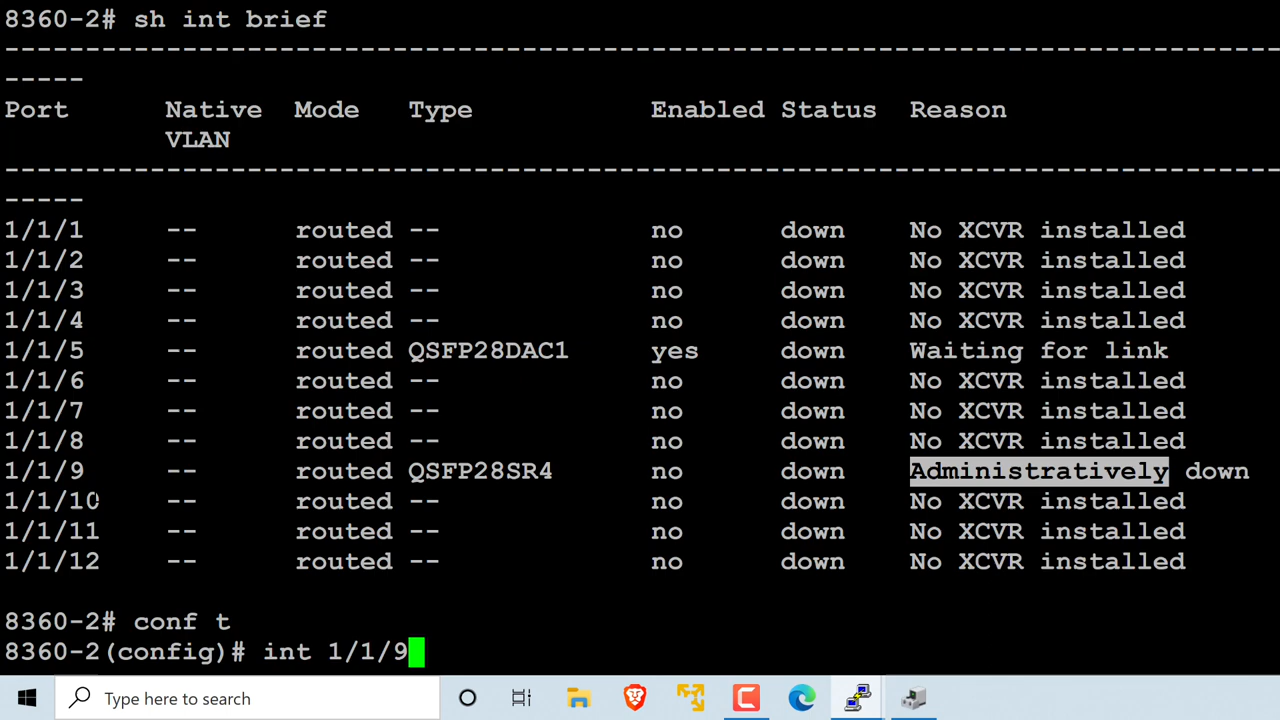 8360-2# sh int brief
--------------------------------------------------------------------------------
-----
Port     Native  Mode   Type           Enabled Status  Reason
         VLAN
--------------------------------------------------------------------------------
-----
1/1/1    --      routed --             no      down    No XCVR installed
1/1/2    --      routed --             no      down    No XCVR installed
1/1/3    --      routed --             no      down    No XCVR installed
1/1/4    --      routed --             no      down    No XCVR installed
1/1/5    --      routed QSFP28DAC1     yes     down    Waiting for link
1/1/6    --      routed --             no      down    No XCVR installed
1/1/7    --      routed --             no      down    No XCVR installed
1/1/8    --      routed --             no      down    No XCVR installed
1/1/9    --      routed QSFP28SR4      no      down    Administratively down
1/1/10   --      routed --             no      down    No XCVR installed
1/1/11   --      routed --             no      down    No XCVR installed
1/1/12   --      routed --             no      down    No XCVR installed
8360-2# conf t
8360-2(config)# int 1/1/9
Type here to search